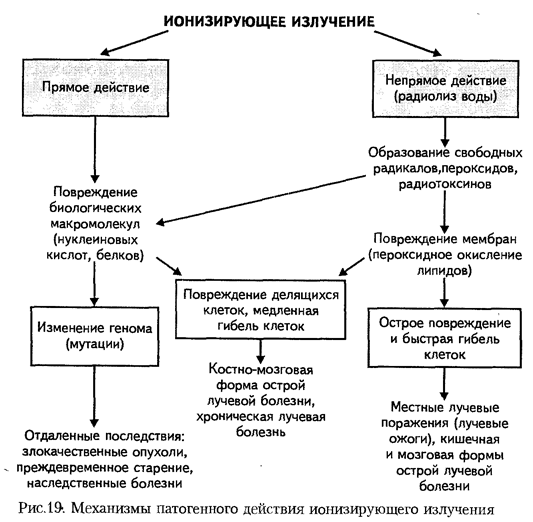 ИОНИЗИРУЮЩЕЕ ИЗЛУЧЕНИЕ
Прямое действие
Непрямое действие
(радиолиз воды)
Образование свободных
радикалов,пероксидов,
радиотоксинов
Повреждение
биологических
макромолекул
(нуклеиновых
кислот, белков)
Повреждение мембран
(пероксидное окисление
липидов)
Повреждение делящихся
клеток, медленная
гибель клеток
Изменение генома
(мутации)
Острое повреждение
и быстрая гибель
клеток
Костно-мозговая
форма острой
лучевой болезни,
хроническая лучевая
болезнь
Отдаленные последствия:
злокачественные опухоли,
преждевременное старение,
наследственные болезни
Местные лучевые
поражения (лучевые
ожоги), кишечная
и мозговая формы
острой лучевой
болезни
Рис.19. Механизмы патогенного действия ионизирующего излучения